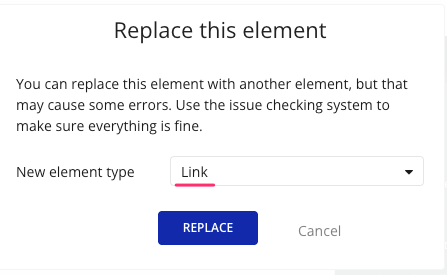 Replace this element
You can replace this element with another element, but that
may cause some errors. Use the issue checking system to
make sure everything is fine.
New element type
Link
REPLACE
Cancel